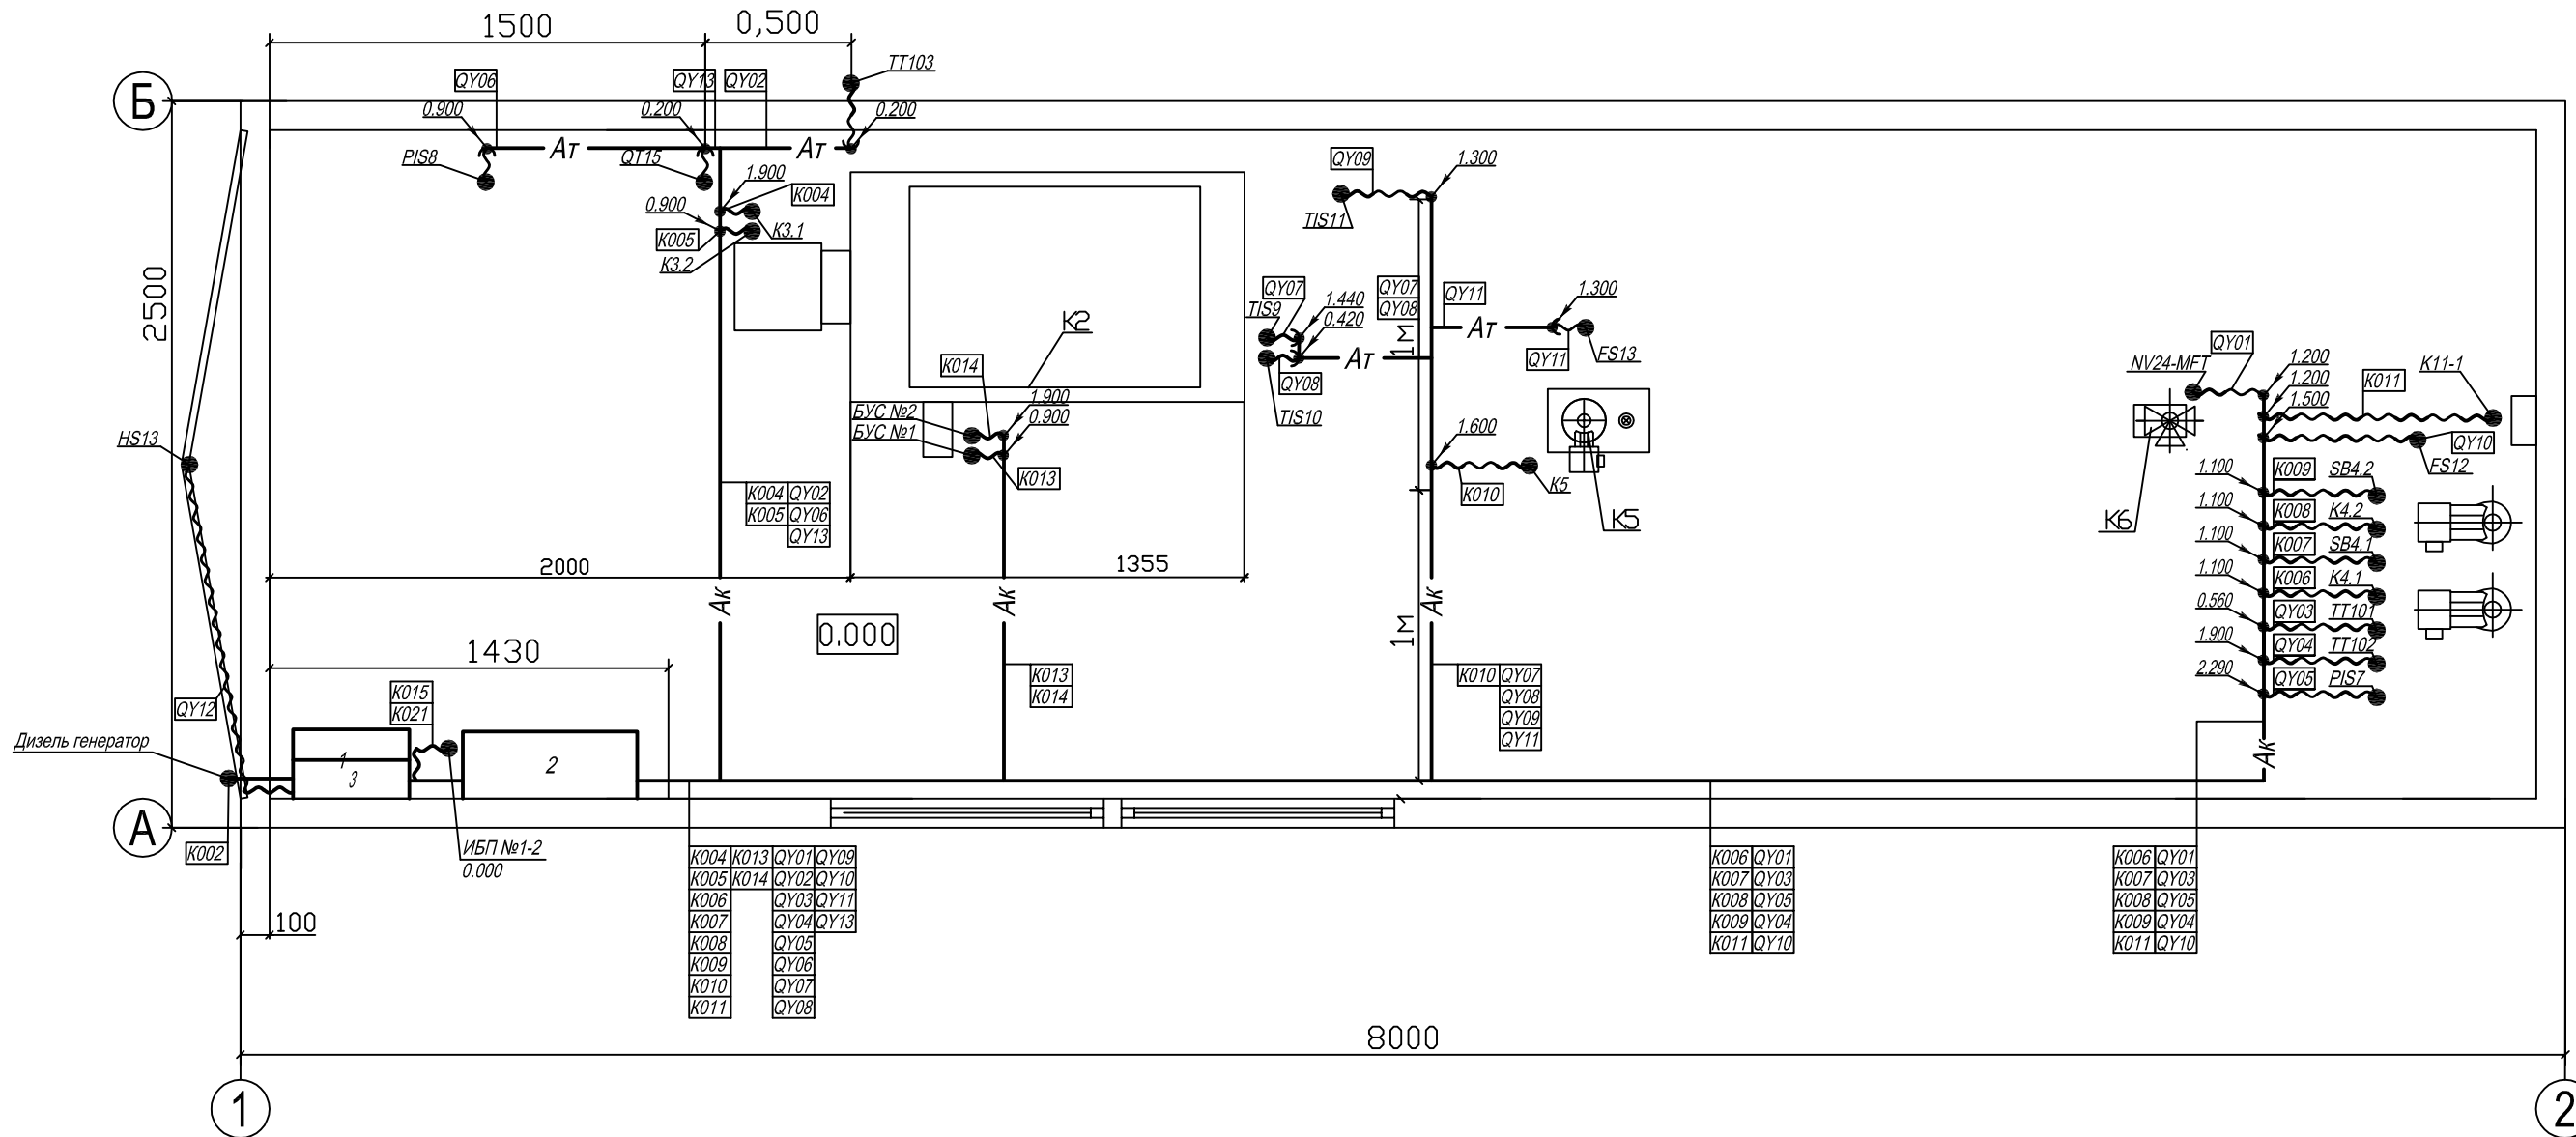 1500
0,500
TT103
QY06
QY13
QY02
Б
0.900
0.200
0.200
Ат
Ат
PIS8
QT15
1.900
K004
0.900
K005
К3.1
К3.2
QY09
1.300
TIS11
2500
QY07
TIS9
1.440
0.420
QY07
QY08
QY11
1.300
1М
Ат
Ат
QY11
FS13
QY08
TIS10
К2
K014
1.900
0.900
БУС №2
БУС №1
K013
NV24-MFT
QY01
1.200
1.200
1.500
K011
K11-1
QY10
FS12
HS13
1.600
K010
К5
К5
К6
1.100
K009
SB4.2
1.100
K008
K4.2
1.100
K007
SB4.1
1.100
K006
K4.1
0.560
QY03
TT101
1.900
QY04
TT102
2.290
QY05
PIS7
K004 QY02
K005 QY06
QY13
2000
1355
Ак
Ак
Ак
0.000
1М
1430
K013
K014
K010 QY07
QY08
QY09
QY11
K015
K021
QY12
Дизель генератор
1
3
2
Ак
А
K002
ИБП №1-2
0.000
K004 K013 QY01 QY09
K005 K014 QY02 QY10
K006 QY03 QY11
K007 QY04 QY13
K008 QY05
K009 QY06
K010 QY07
K011 QY08
K006 QY01
K007 QY03
K008 QY05
K009 QY04
K011 QY10
K006 QY01
K007 QY03
K008 QY05
K009 QY04
K011 QY10
100
8000
1
2